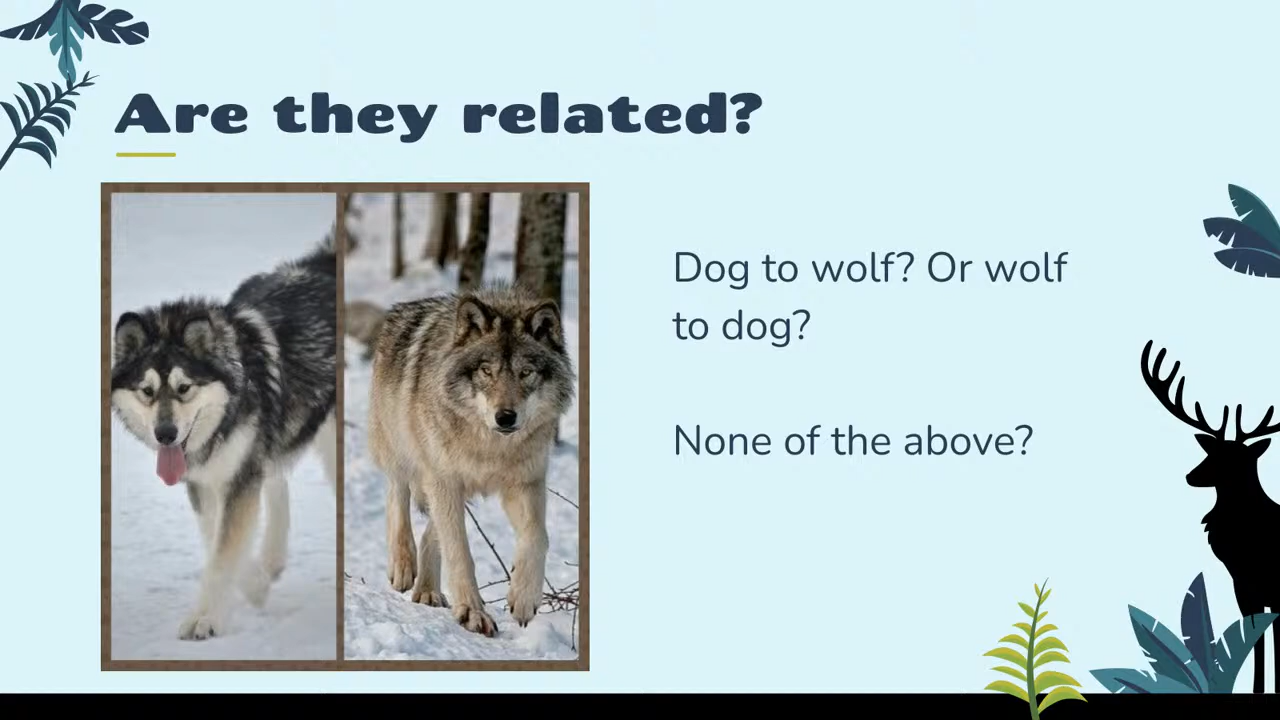 Are they related?
Dog to wolf? Or wolf
to dog?
None of the above?